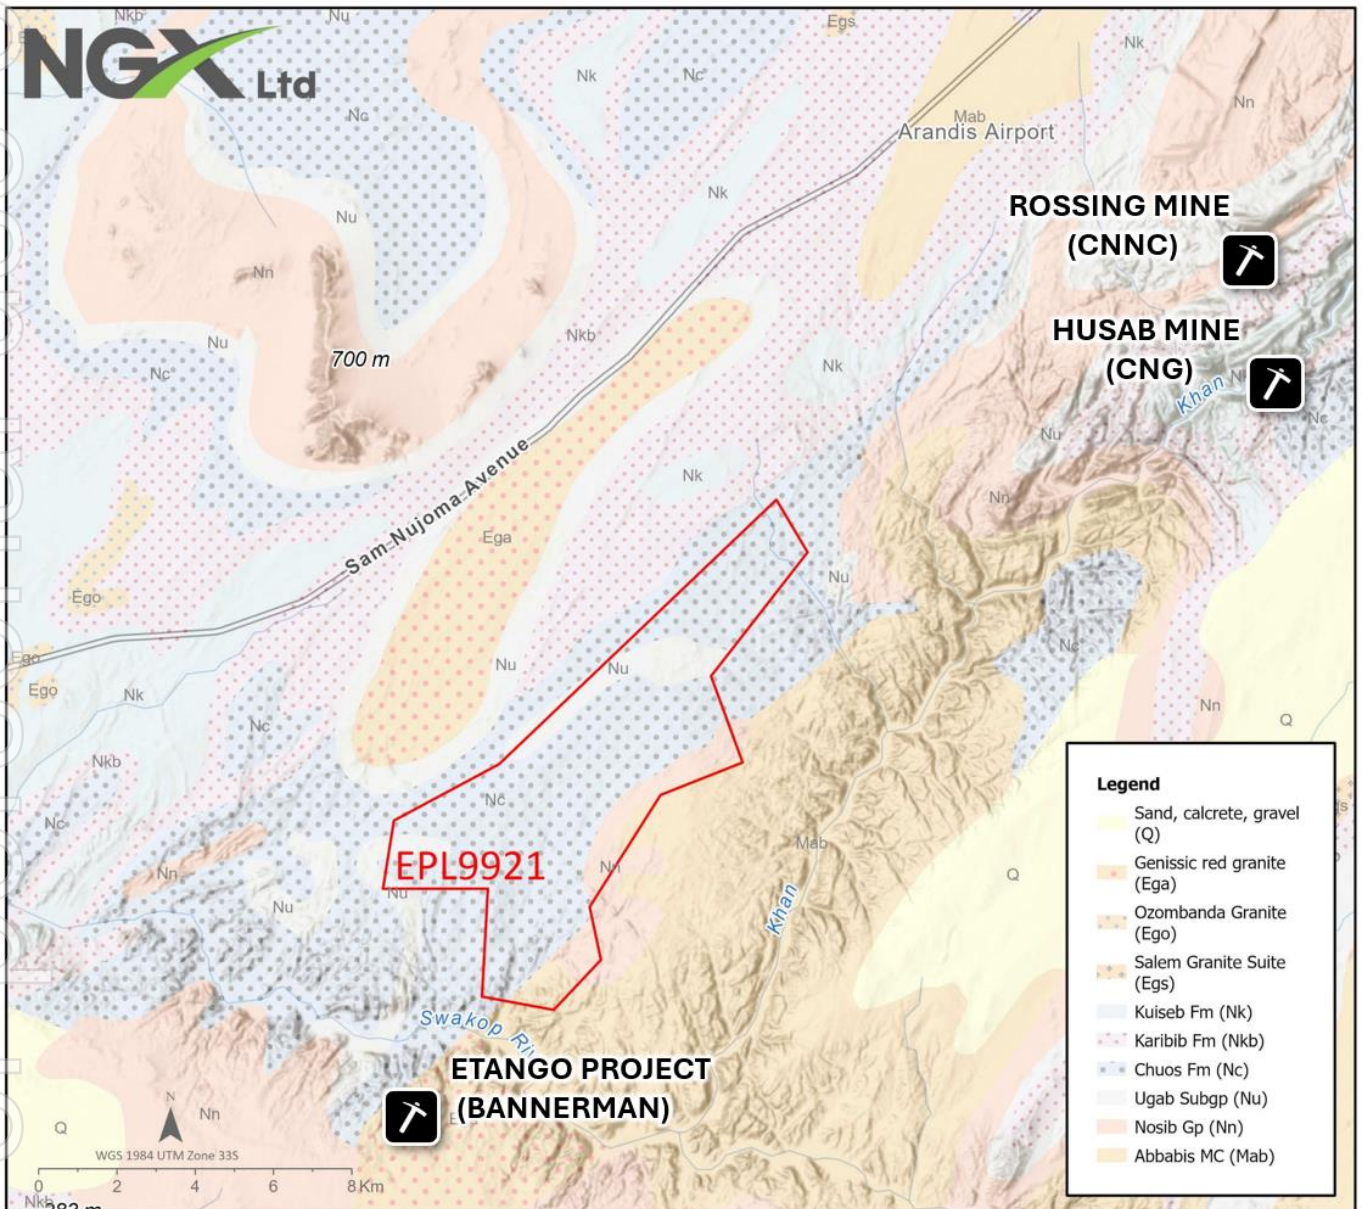 NGX Ltd
Nkb
Nu
Egs
Nk
Nk
Nc
Nn
Nc
Mab
Arandis Airport
Nk
ROSSING MINE
(CNNC)
Nu
Nn
HUSAB MINE
(CNG)
Nkb
Nu
700 m
Nc
Nk
Khan
Nc
Nu
Sam Nujoma Avenue
Nk
Nn
Ega
Nu
Ego
Nc
Ego
Ego
Nk
Nu
Nu
Nn
Q
Nc
Nkb
Nc
Nc
Mab
EPL9921
Nn
Nn
Nu
Nu
Q
Khan
Swakop
ETANGO PROJECT
(BANNERMAN)
Q
N
Nn
WGS 1984 UTM Zone 33S
0 2 4 6 8 Km
Nkb
Legend
Sand, calcrete, gravel
(Q)
Genissic red granite
(Ega)
Ozombanda Granite
(Ego)
Salem Granite Suite
(Egs)
Kuiseb Fm (Nk)
Karibib Fm (Nkb)
Chuos Fm (Nc)
Ugab Subgp (Nu)
Nosib Gp (Nn)
Abbabis MC (Mab)